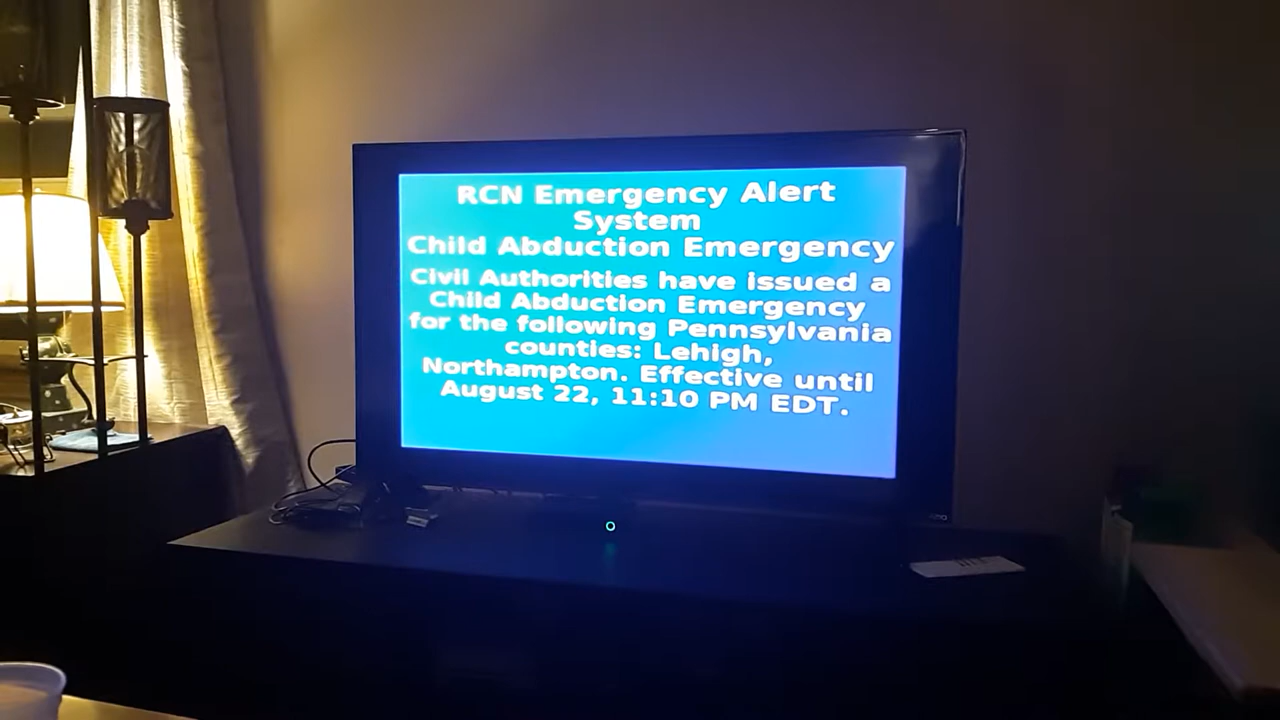 RCN Emergency Alert
System
Child Abduction Emergency
Civil Authorities have issued a
Child Abduction Emergency
for the following Pennsylvania
counties: Lehigh,
Northampton. Effective until
August 22, 11:10 PM EDT.